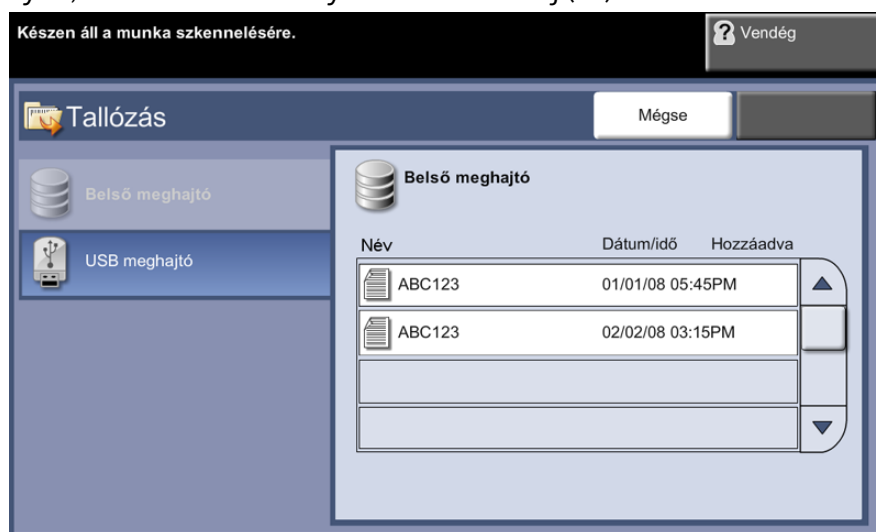 Készen áll a munka szkennelésére.
? Vendég
Tallózás
Mégse
Belső meghajtó
USB meghajtó
Belső meghajtó
Név Dátum/idő Hozzáadva
ABC123 01/01/08 05:45PM
ABC123 02/02/08 03:15PM